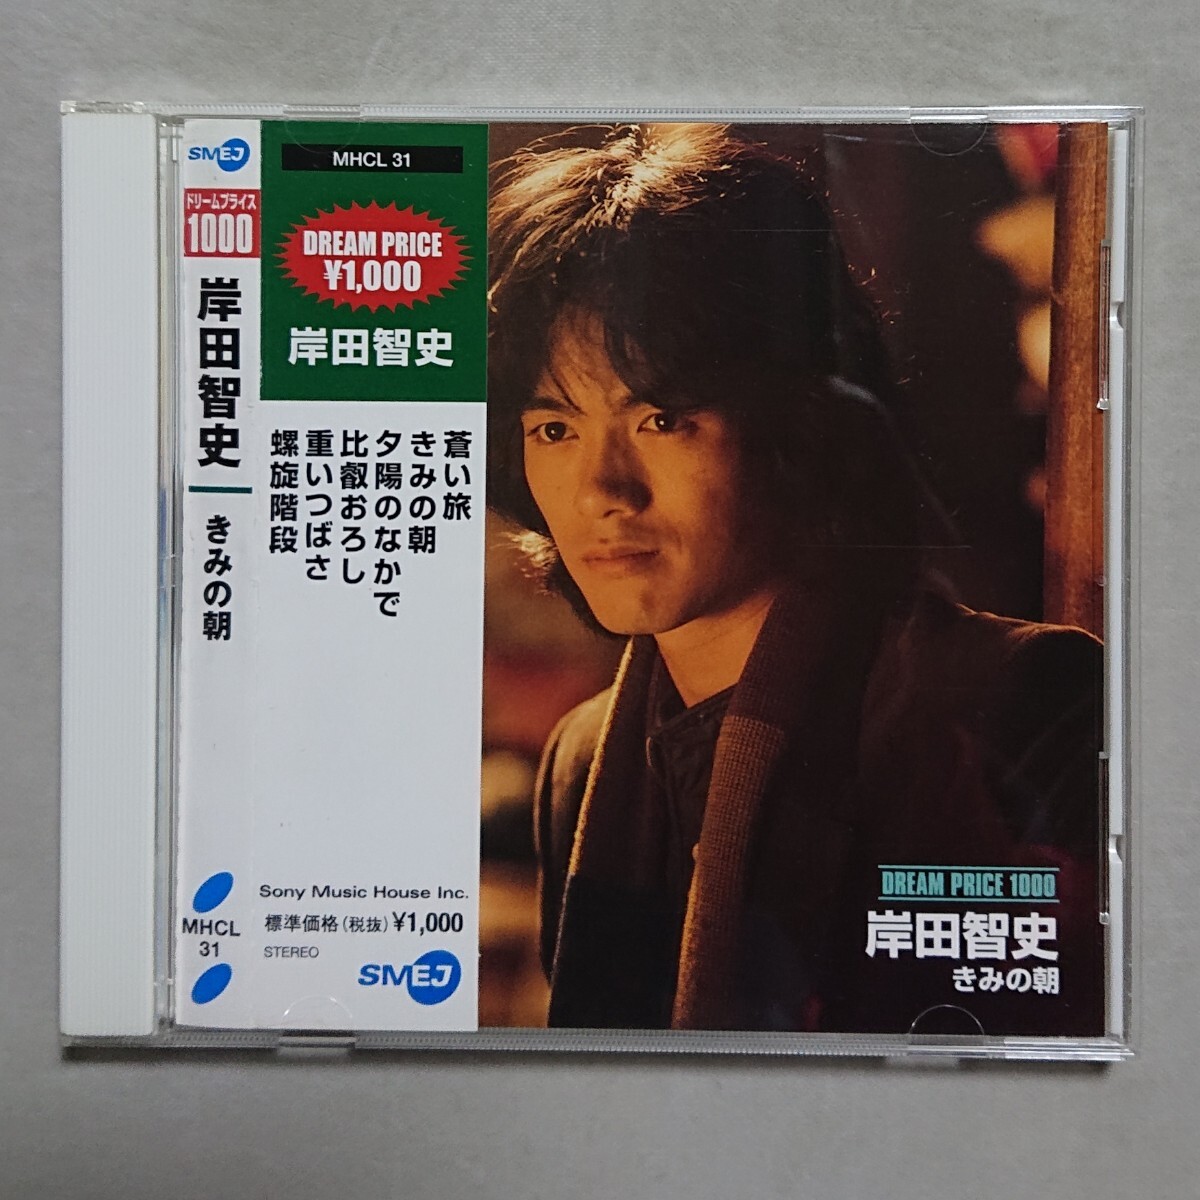 SMEJ
ドリームプライス
1000
岸田智史
きみの朝
MHCL
31
MHCL 31
DREAM PRICE
¥1,000
岸田智史
蒼い旅
きみの朝
夕陽のなかで
比叡おろし
重いつばさ
螺旋階段
Sony Music House Inc.
標準価格(税抜)¥1,000
STEREO
SMEJ
DREAM PRICE 1000
岸田智史
きみの朝